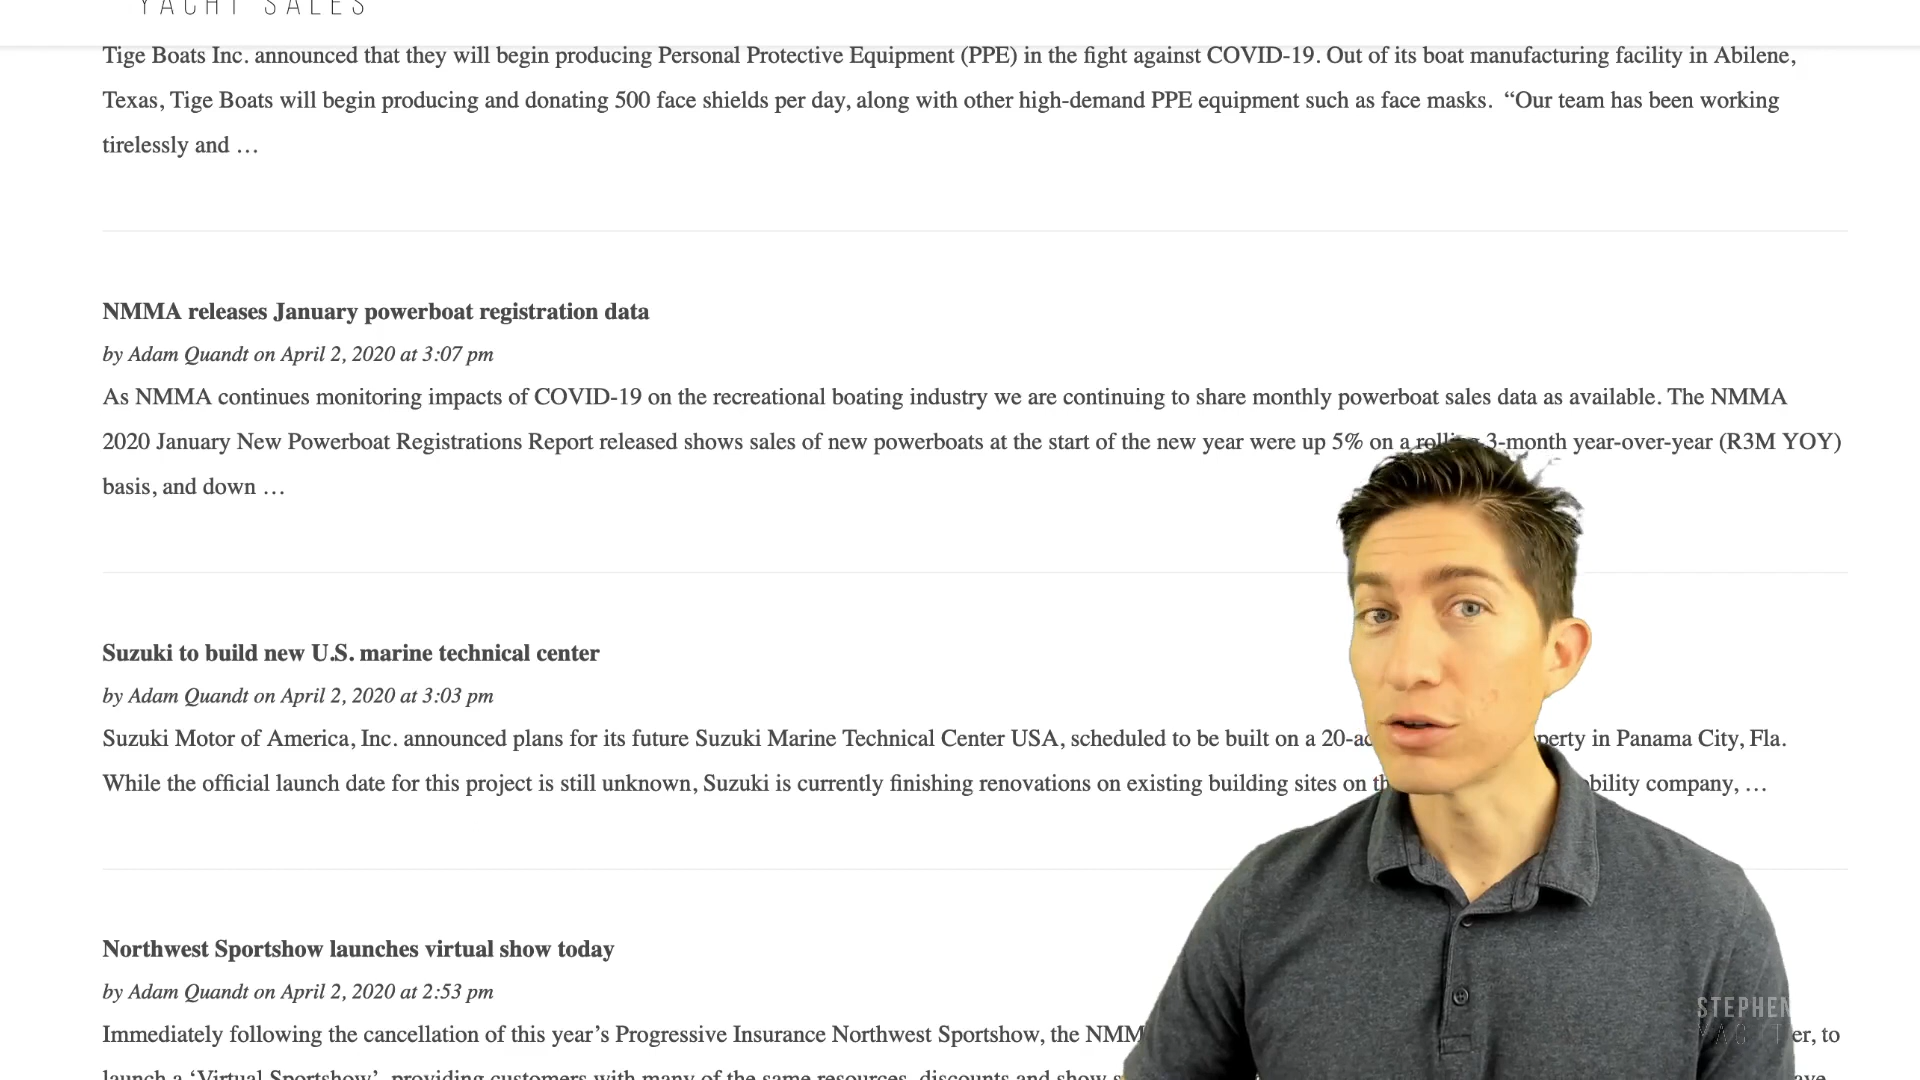 YACHT SALES
Tige Boats Inc. announced that they will begin producing Personal Protective Equipment (PPE) in the fight against COVID-19. Out of its boat manufacturing facility in Abilene,
Texas, Tige Boats will begin producing and donating 500 face shields per day, along with other high-demand PPE equipment such as face masks. “Our team has been working
tirelessly and …
NMMA releases January powerboat registration data
by Adam Quandt on April 2, 2020 at 3:07 pm
As NMMA continues monitoring impacts of COVID-19 on the recreational boating industry we are continuing to share monthly powerboat sales data as available. The NMMA
2020 January New Powerboat Registrations Report released shows sales of new powerboats at the start of the new year were up 5% on a rolling 3-month year-over-year (R3M YOY)
basis, and down …
Suzuki to build new U.S. marine technical center
by Adam Quandt on April 2, 2020 at 3:03 pm
Suzuki Motor of America, Inc. announced plans for its future Suzuki Marine Technical Center USA, scheduled to be built on a in Panama City, Fla.
While the official launch date for this project is still unknown, Suzuki is currently finishing renovations on existing building sites on company, …
Northwest Sportshow launches virtual show today
by Adam Quandt on April 2, 2020 at 2:53 pm
Immediately following the cancellation of this year’s Progressive Insurance Northwest Sportshow, the to
launch a ‘Virtual Sportshow’, providing customers with many of the same resources, discounts and show
STEPHEN